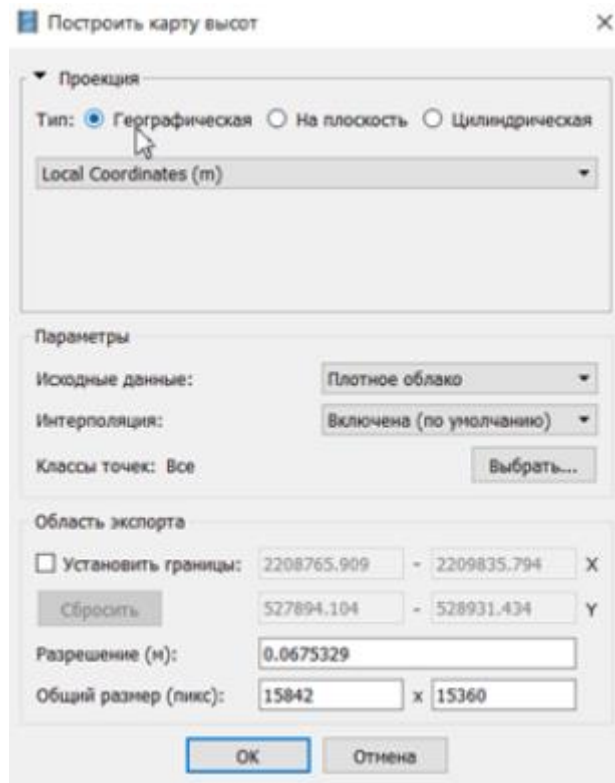 Построить карту высот
Проекция
Тип: Географическая На плоскость Цилиндрическая
Local Coordinates (m)
Параметры
Исходные данные: Плотное облако
Интерполяция: Включена (по умолчанию)
Классы точек: Все Выбрать...
Область экспорта
Установить границы: 2208765.909 - 2209835.794 X
Сбросить 527894.104 - 528931.434 Y
Разрешение (м): 0.0675329
Общий размер (пикс): 15842 x 15360
OK Отмена